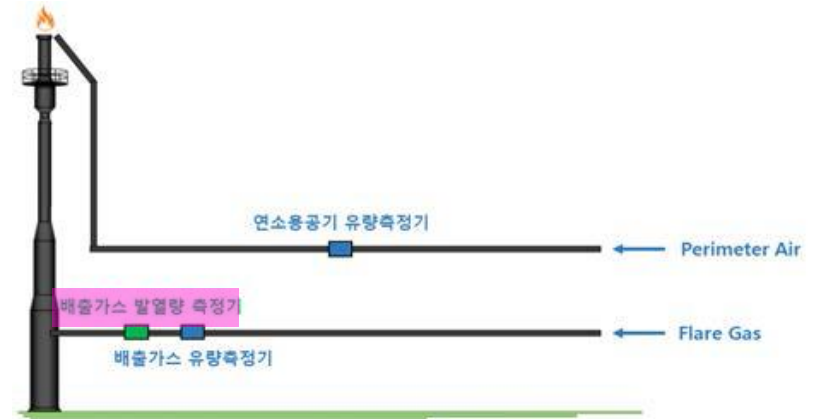 연소용공기 유량측정기
Perimeter Air
배출가스 발열량 측정기
Flare Gas
배출가스 유량측정기